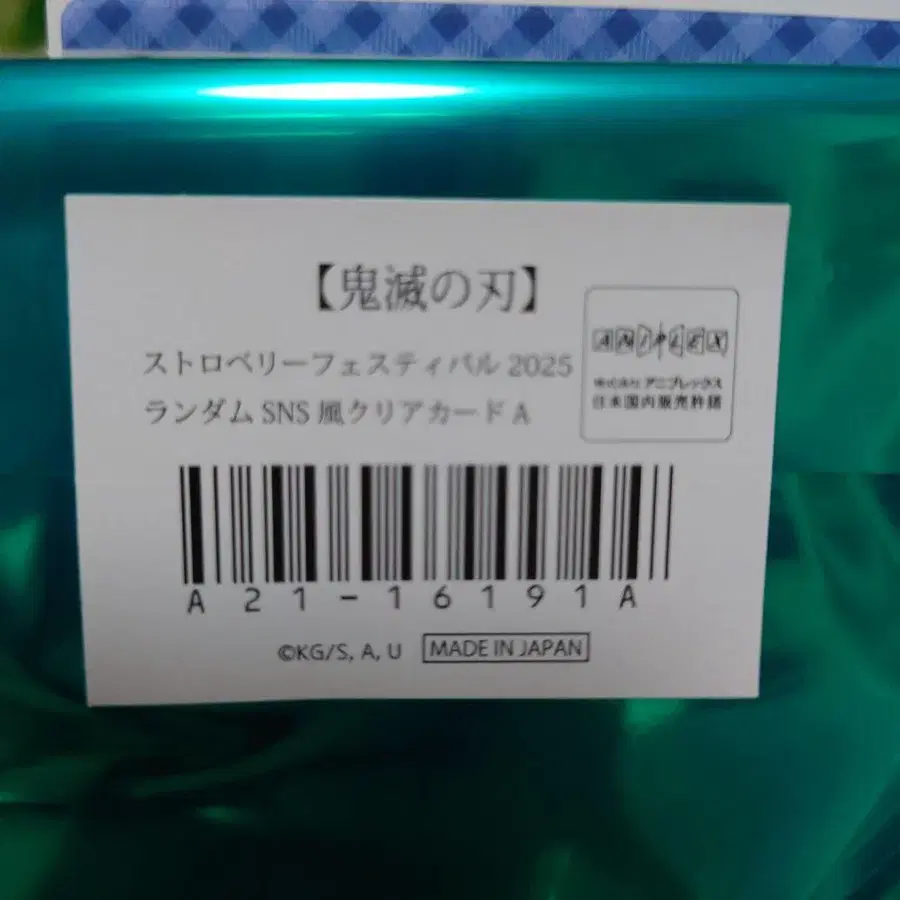 【鬼滅の刃】
ストロベリーフェスティバル 2025
ランダム SNS 風クリアカード A
ANIPLEX
株式会社 アニプレックス
日本国内販売許諾
A21-16191A
©KG/S, A, U
MADE IN JAPAN